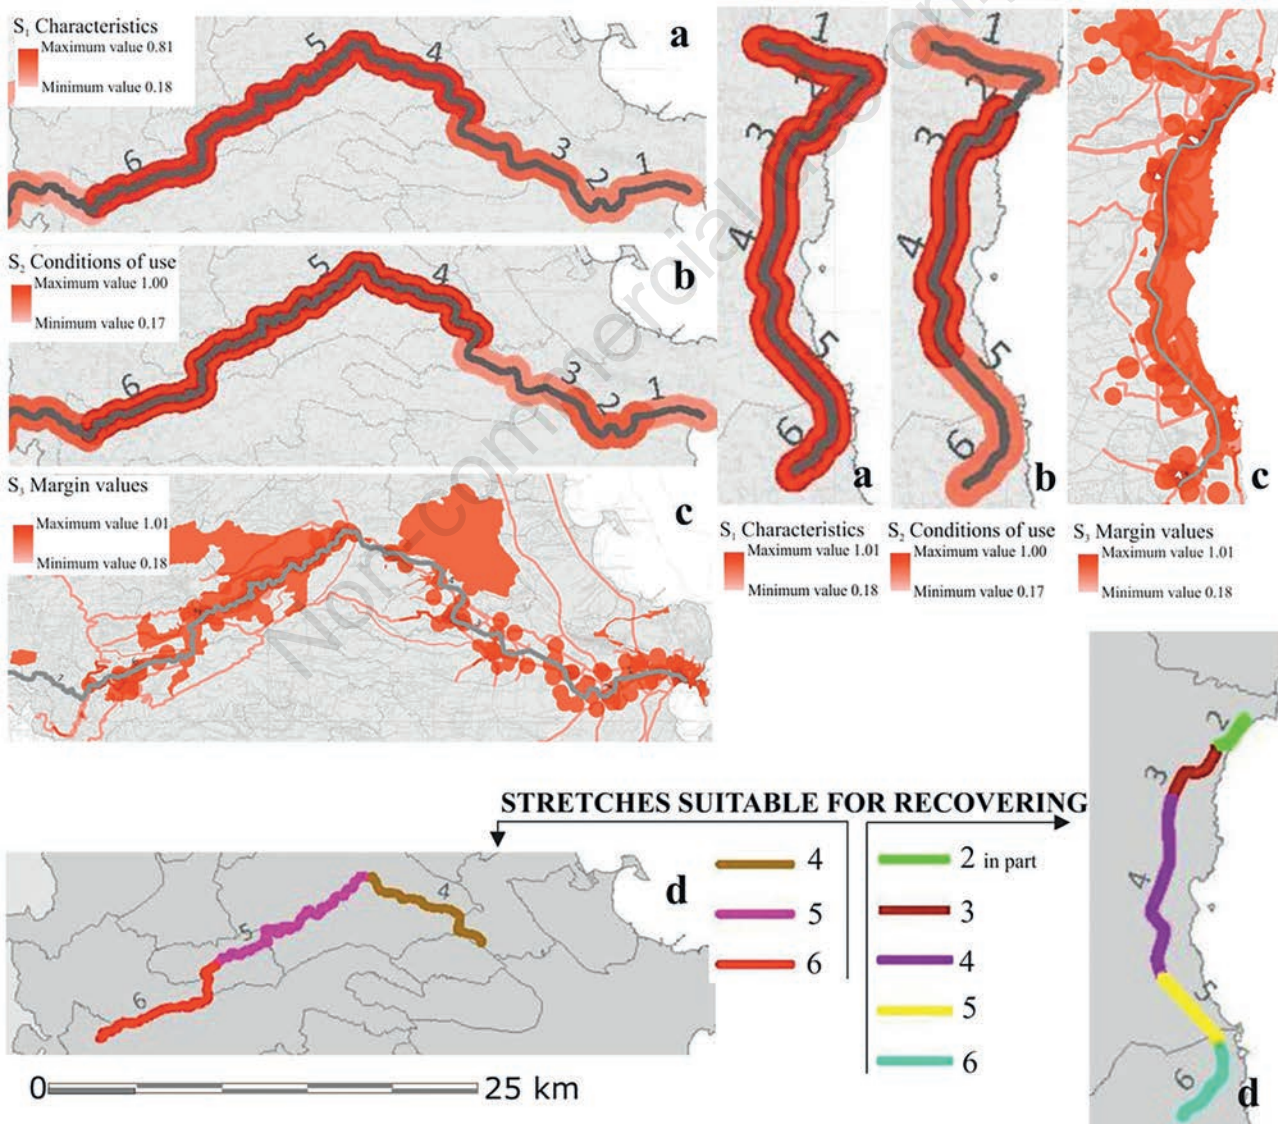 S1 Characteristics
Maximum value 0.81
Minimum value 0.18
a
1
2
3
4
5
6
S2 Conditions of use
Maximum value 1.00
Minimum value 0.17
b
1
2
3
4
5
6
S3 Margin values
Maximum value 1.01
Minimum value 0.18
c
1
2
3
4
5
6
a
1
2
3
4
5
6
b
c
S1 Characteristics
Maximum value 1.01
Minimum value 0.18
S2 Conditions of use
Maximum value 1.00
Minimum value 0.17
S3 Margin values
Maximum value 1.01
Minimum value 0.18
Non-commercial
STRETCHES SUITABLE FOR RECOVERING
4
5
6
d
4
5
6
2 in part
3
4
5
6
2
3
4
5
6
d
0 25 km